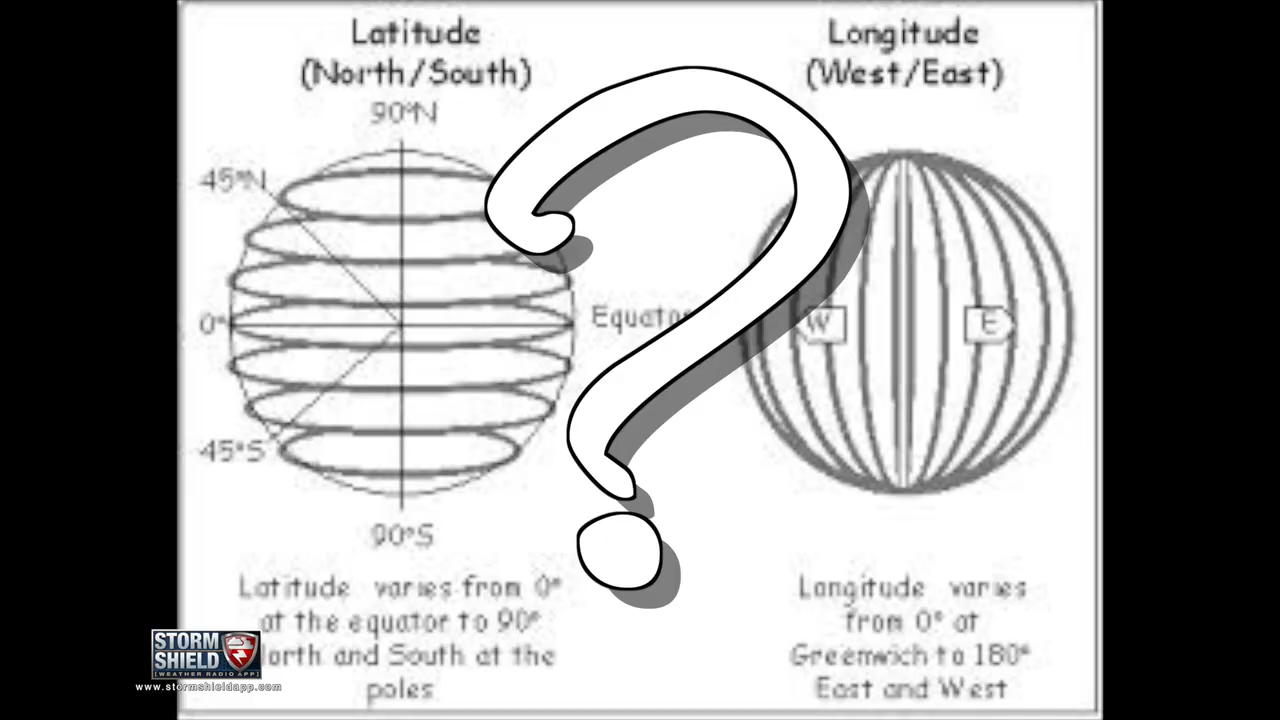 Latitude
(North/South)
90°N
45°N
0°
45°S
90°S
Latitude varies from 0°
at the equator to 90°
and South at the
poles
Longitude
(West/East)
W
E
Longitude varies
from 0° at
Greenwich to 180°
East and West
STORM
SHIELD
[WEATHER RADIO APP]
www.stormshieldapp.com